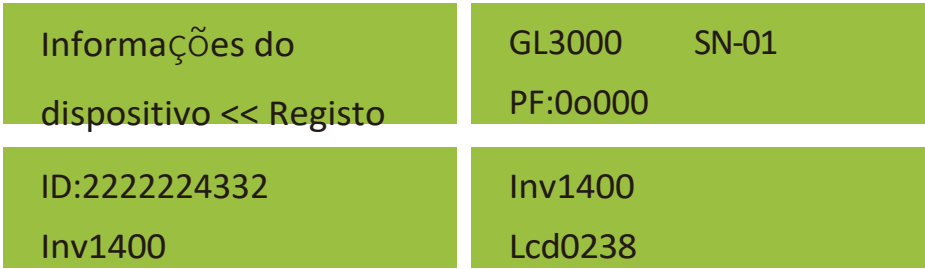 Informações do
dispositivo << Registo
GL3000 SN-01
PF:0o000
ID:2222224332
Inv1400
Inv1400
Lcd0238